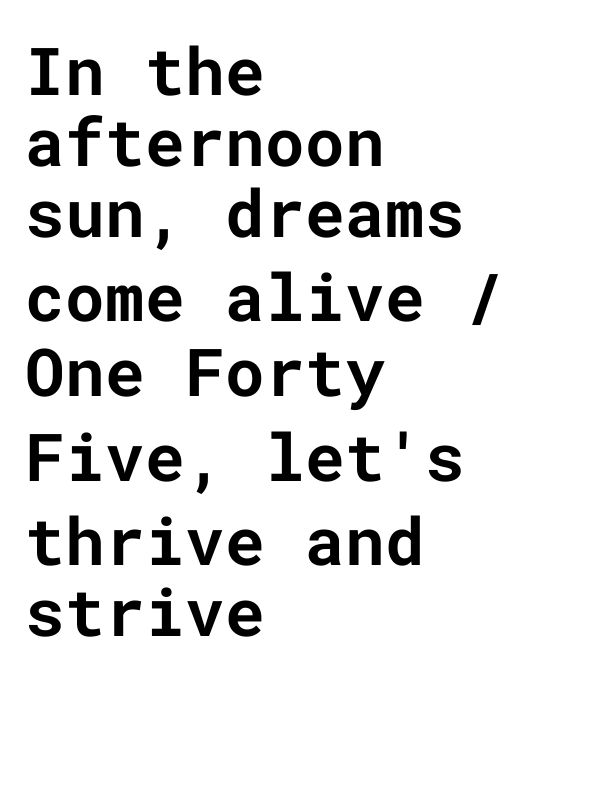 In the
afternoon
sun, dreams
come alive /
One Forty
Five, let's
thrive and
strive